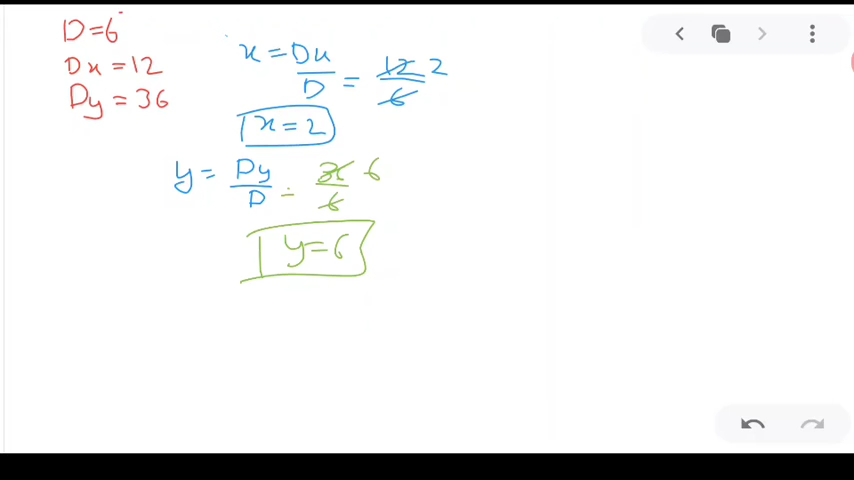 D=6
Dx = 12
Dy = 36
x = Dx/D = 12/6 2
x = 2
y = Dy/D = 36/6 6
y=6